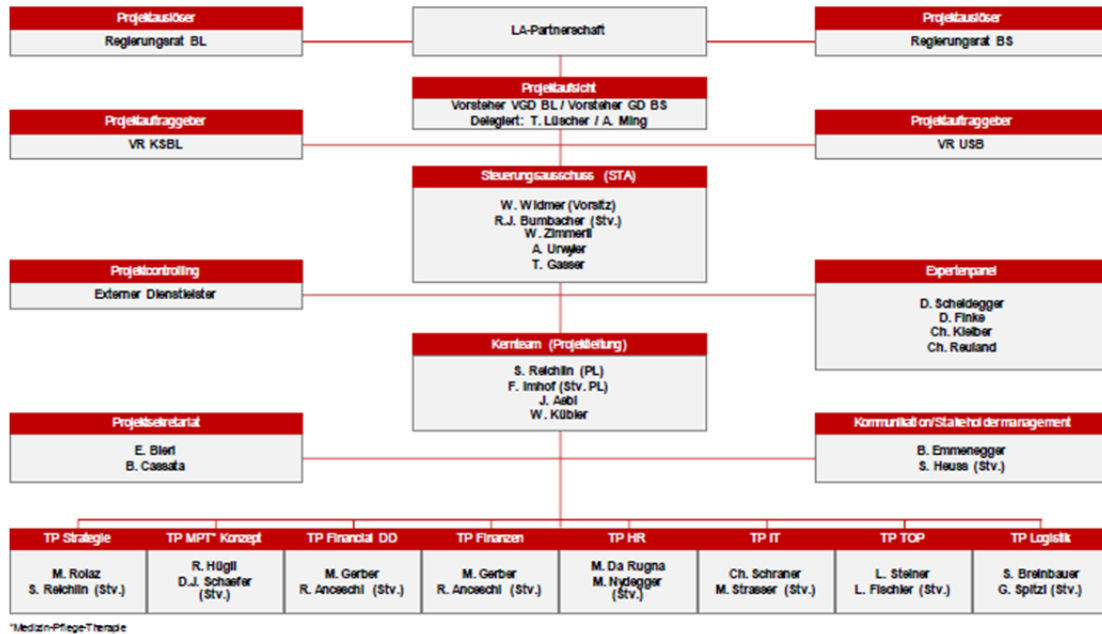 Projektauslöser
Regierungsrat BL
LA-Partnerschaft
Projektauslöser
Regierungsrat BS
Projektaufsicht
Vorsteher VGD BL / Vorsteher GD BS
Delegiert: T. Lüscher / A. Ming
Projektauftraggeber
VR KSBL
Projektauftraggeber
VR USB
Steuerungsausschuss (STA)
W. Widmer (Vorsitz)
R.J. Bumbacher (Stv.)
W. Zimmerli
A. Urwyler
T. Gasser
Projektcontrolling
Externer Dienstleister
Expertenpanel
D. Scheidegger
D. Finke
Ch. Kleiber
Ch. Reuland
Kernteam (Projektleitung)
S. Reichlin (PL)
F. Imhof (Stv. PL)
J. Aebi
W. Kübler
Projektsekretariat
E. Bieri
B. Cassata
Kommunikation/Stakeholdermanagement
B. Emmenegger
S. Heuss (Stv.)
TP Strategie
M. Rolaz
S. Reichlin (Stv.)
TP MPT* Konzept
R. Hügli
D.J. Schaefer
(Stv.)
TP Financial DD
M. Gerber
R. Anceschi (Stv.)
TP Finanzen
M. Gerber
R. Anceschi (Stv.)
TP HR
M. Da Rugna
M. Nydegger
(Stv.)
TP IT
Ch. Schraner
M. Strasser (Stv.)
TP TOP
L. Steiner
L. Fischler (Stv.)
TP Logistik
S. Breinbauer
G. Spitzl (Stv.)
*Medizin-Pflege-Therapie